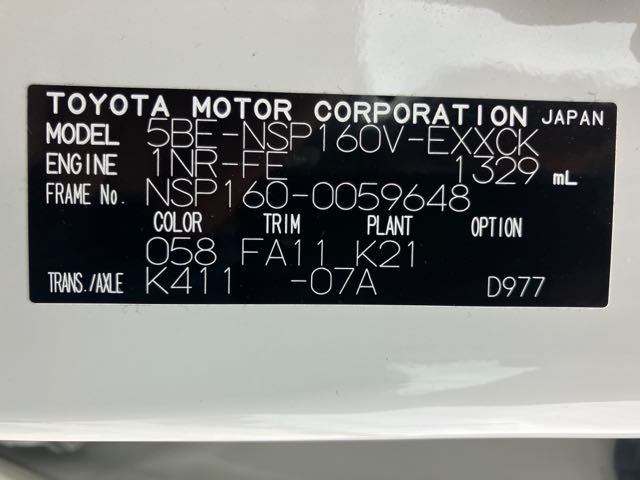 TOYOTA MOTOR CORPORATION JAPAN
MODEL 5BE-NSP160V-EXXCK
ENGINE 1NR-FE 1329 mL
FRAME No. NSP160-0059648
COLOR TRIM PLANT OPTION
058 FA11 K21
TRANS./AXLE K411 -07A D977